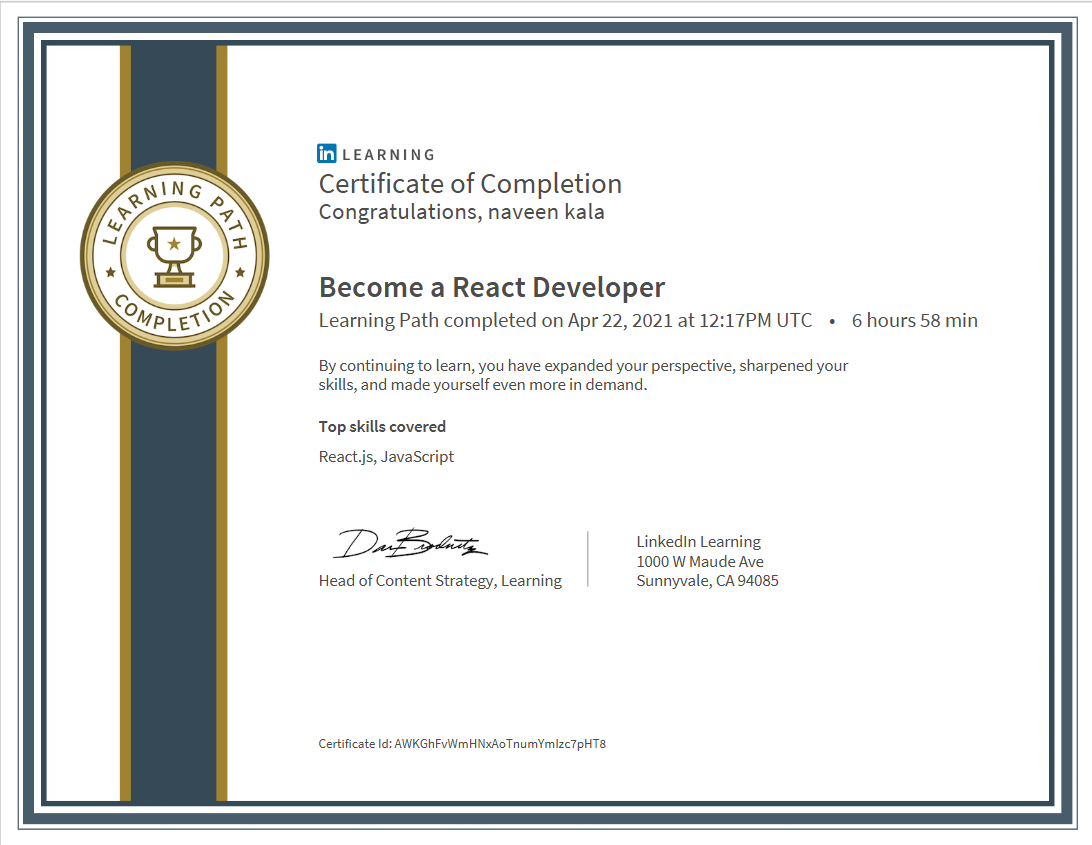 LEARNING PATH
COMPLETION
in LEARNING
Certificate of Completion
Congratulations, naveen kala
Become a React Developer
Learning Path completed on Apr 22, 2021 at 12:17PM UTC • 6 hours 58 min
By continuing to learn, you have expanded your perspective, sharpened your
skills, and made yourself even more in demand.
Top skills covered
React.js, JavaScript
Head of Content Strategy, Learning
LinkedIn Learning
1000 W Maude Ave
Sunnyvale, CA 94085
Certificate Id: AWKGhFvWmHNxAoTnumYmIzc7pHT8